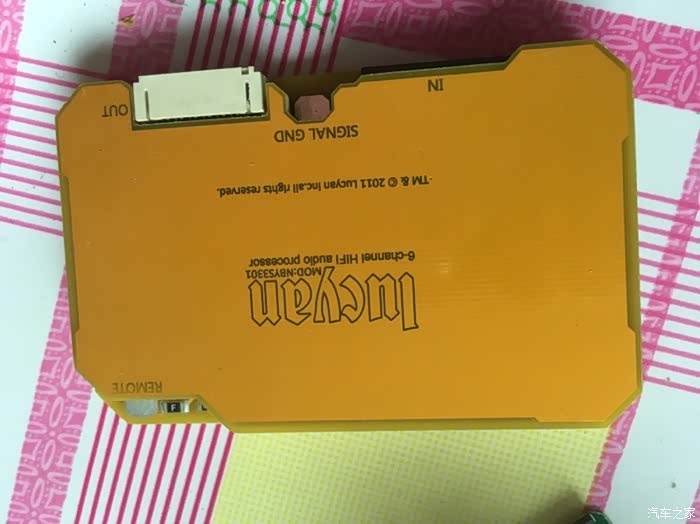 lucyan
MOD:NBYS3301
6-channel HIFI audio processor
·TM & © 2011 Lucyan Inc.all rights reserved.
REMOTE
F
SIGNAL GND
IN
OUT
汽车之家